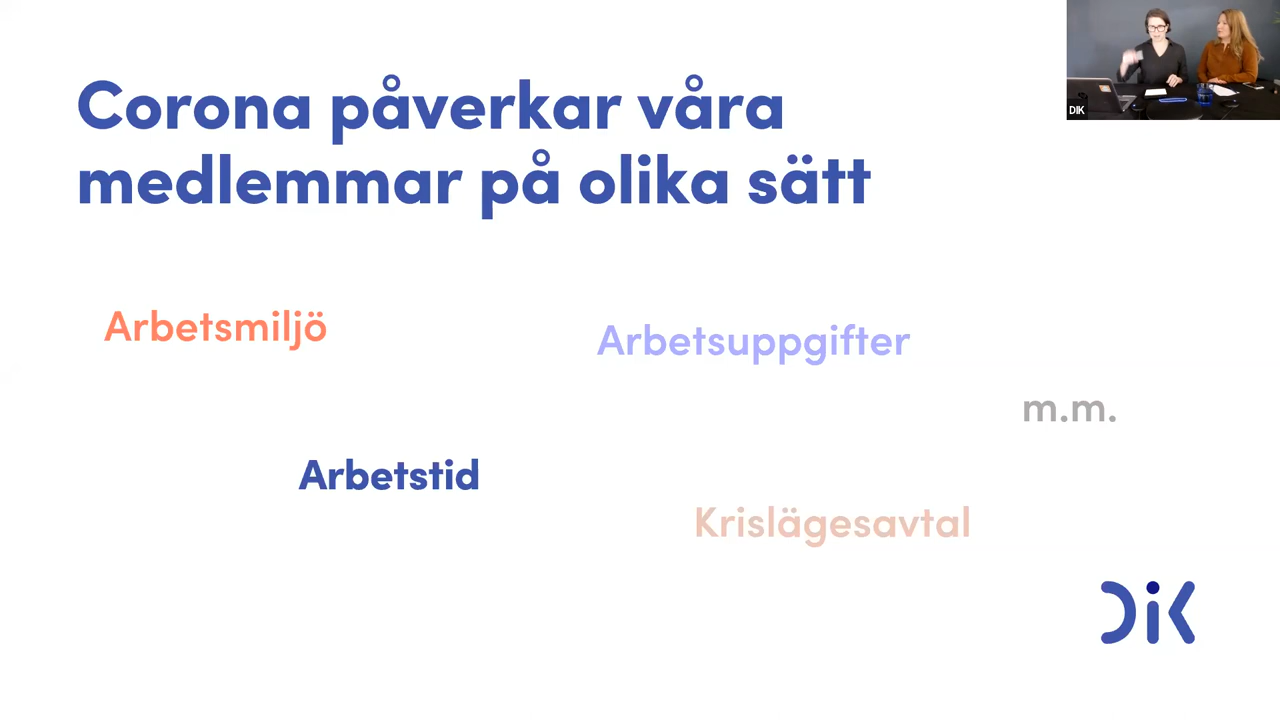 Corona påverkar våra
medlemmar på olika sätt
Arbetsmiljö
Arbetsuppgifter
m.m.
Arbetstid
Krislägesavtal
DiK
DIK